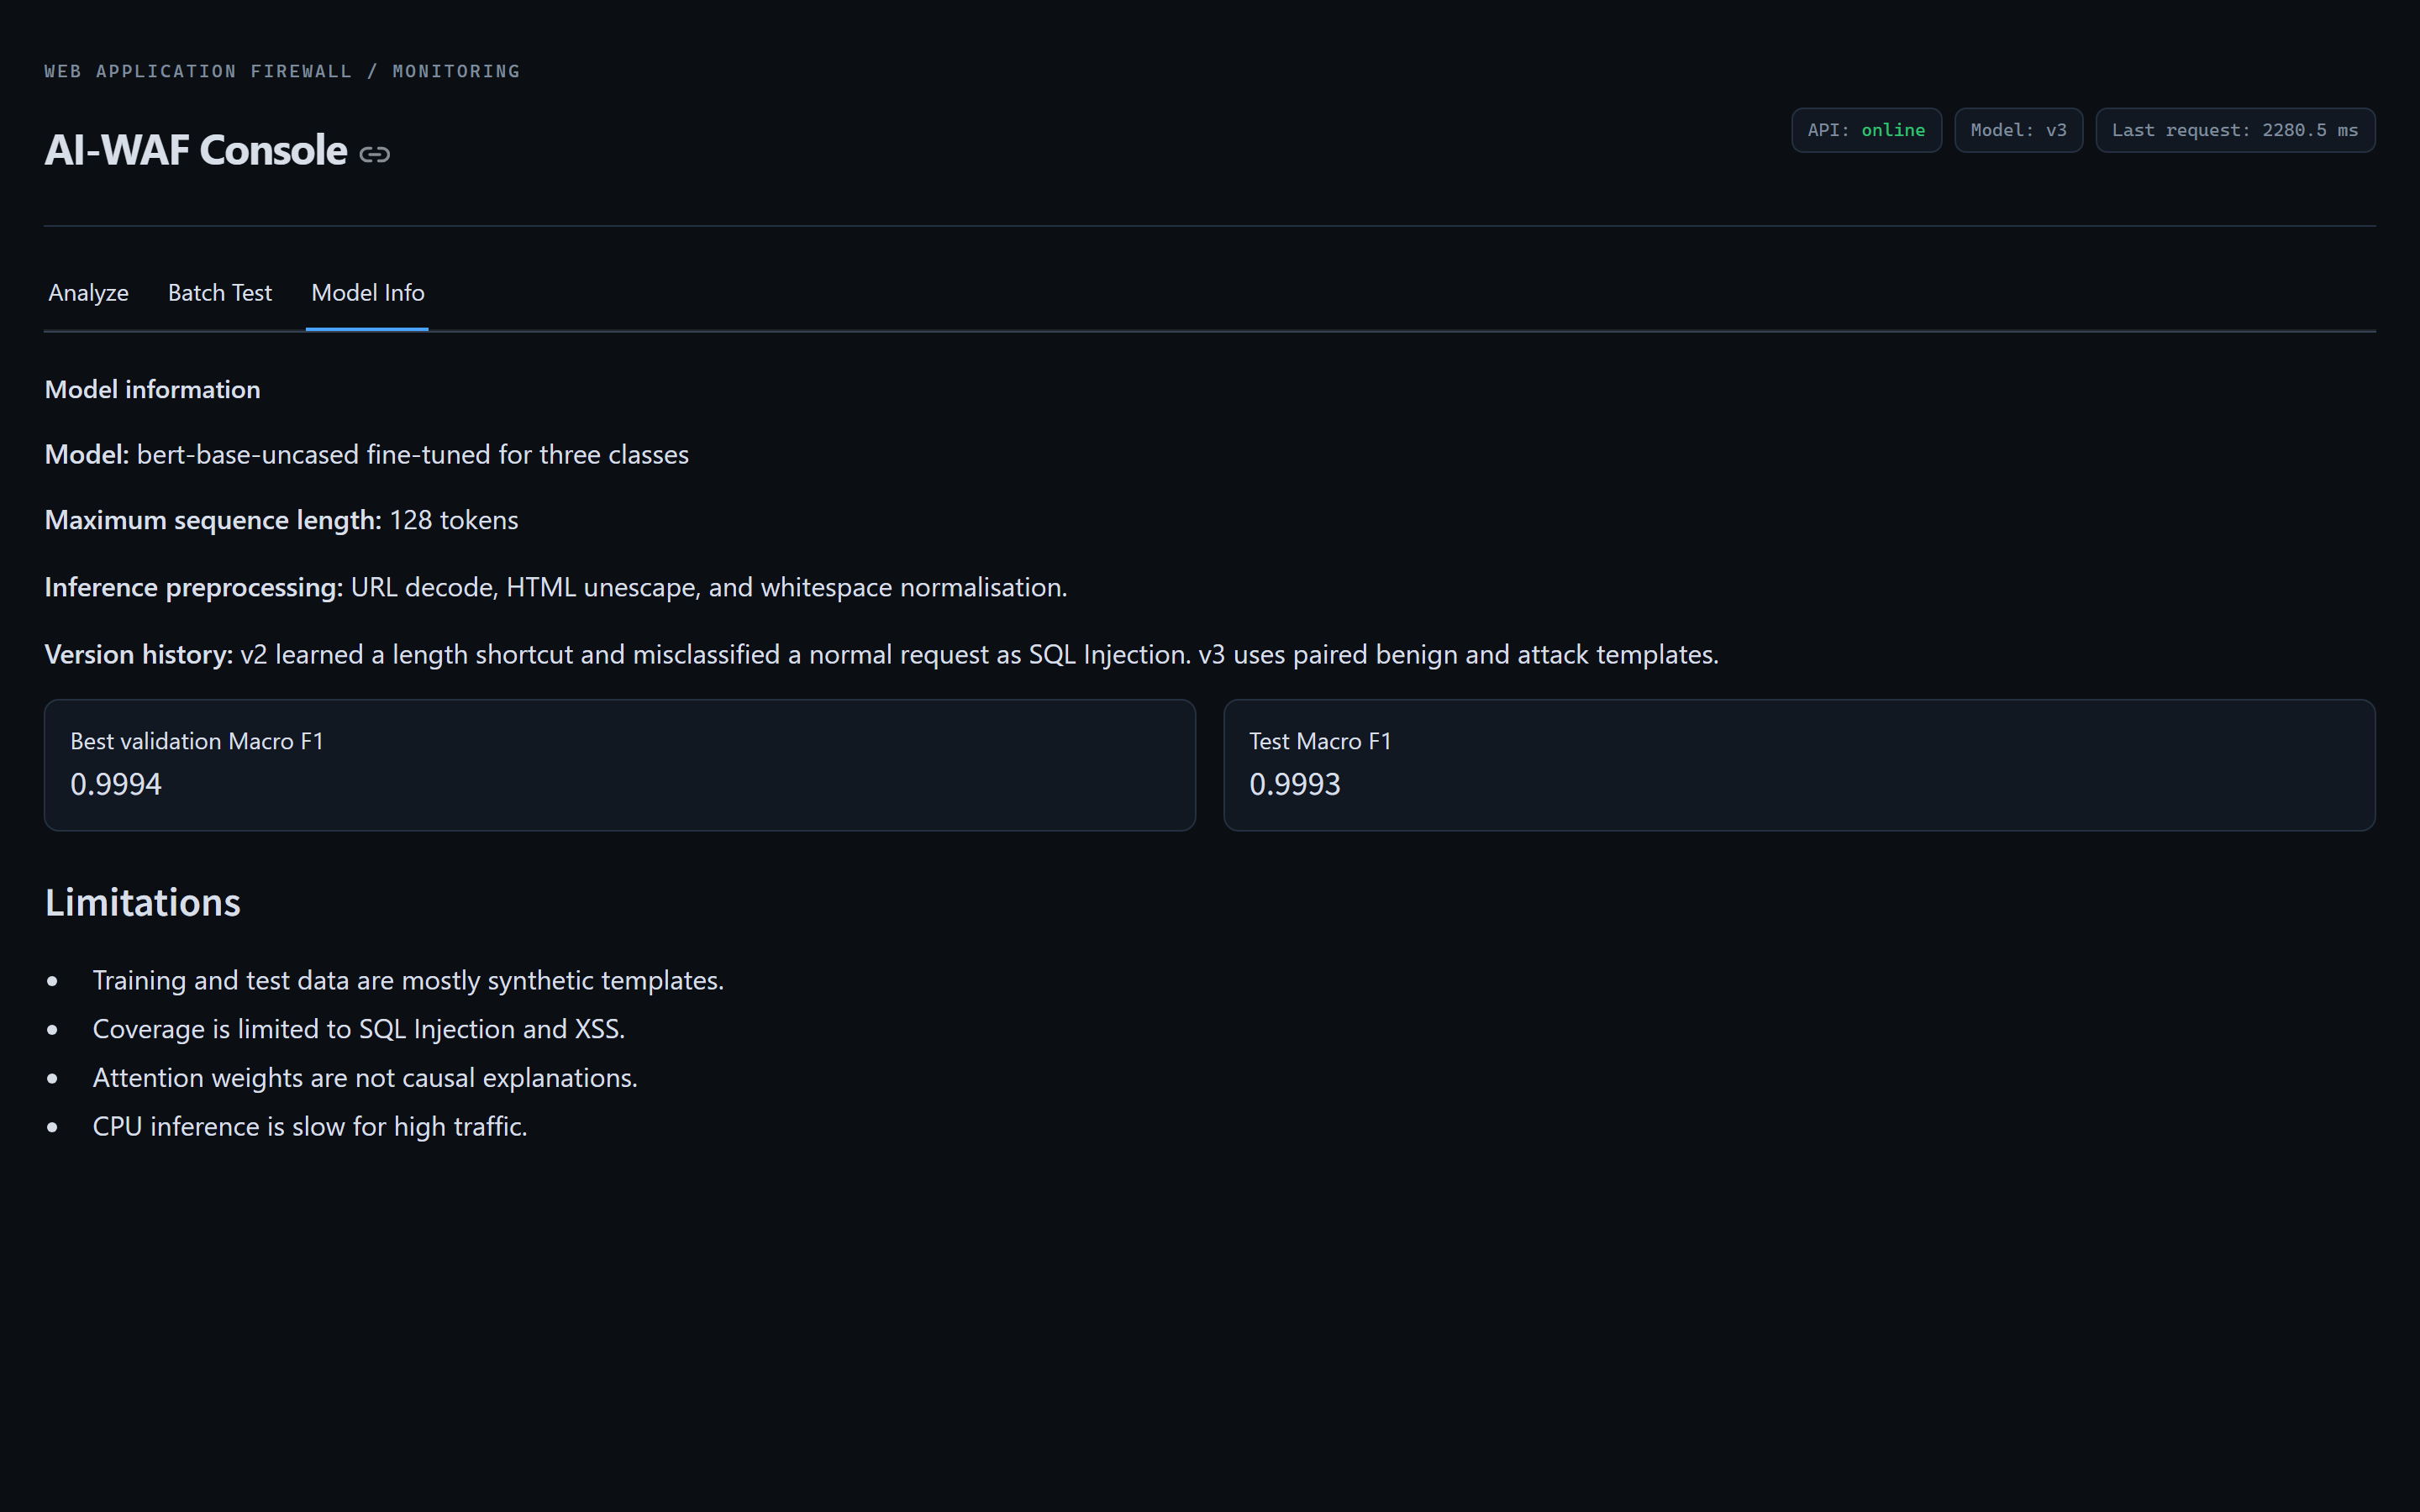 WEB APPLICATION FIREWALL / MONITORING
AI-WAF Console
API: online
Model: v3
Last request: 2280.5 ms
Analyze
Batch Test
Model Info
Model information
Model: bert-base-uncased fine-tuned for three classes
Maximum sequence length: 128 tokens
Inference preprocessing: URL decode, HTML unescape, and whitespace normalisation.
Version history: v2 learned a length shortcut and misclassified a normal request as SQL Injection. v3 uses paired benign and attack templates.
Best validation Macro F1
0.9994
Test Macro F1
0.9993
Limitations
Training and test data are mostly synthetic templates.
Coverage is limited to SQL Injection and XSS.
Attention weights are not causal explanations.
CPU inference is slow for high traffic.